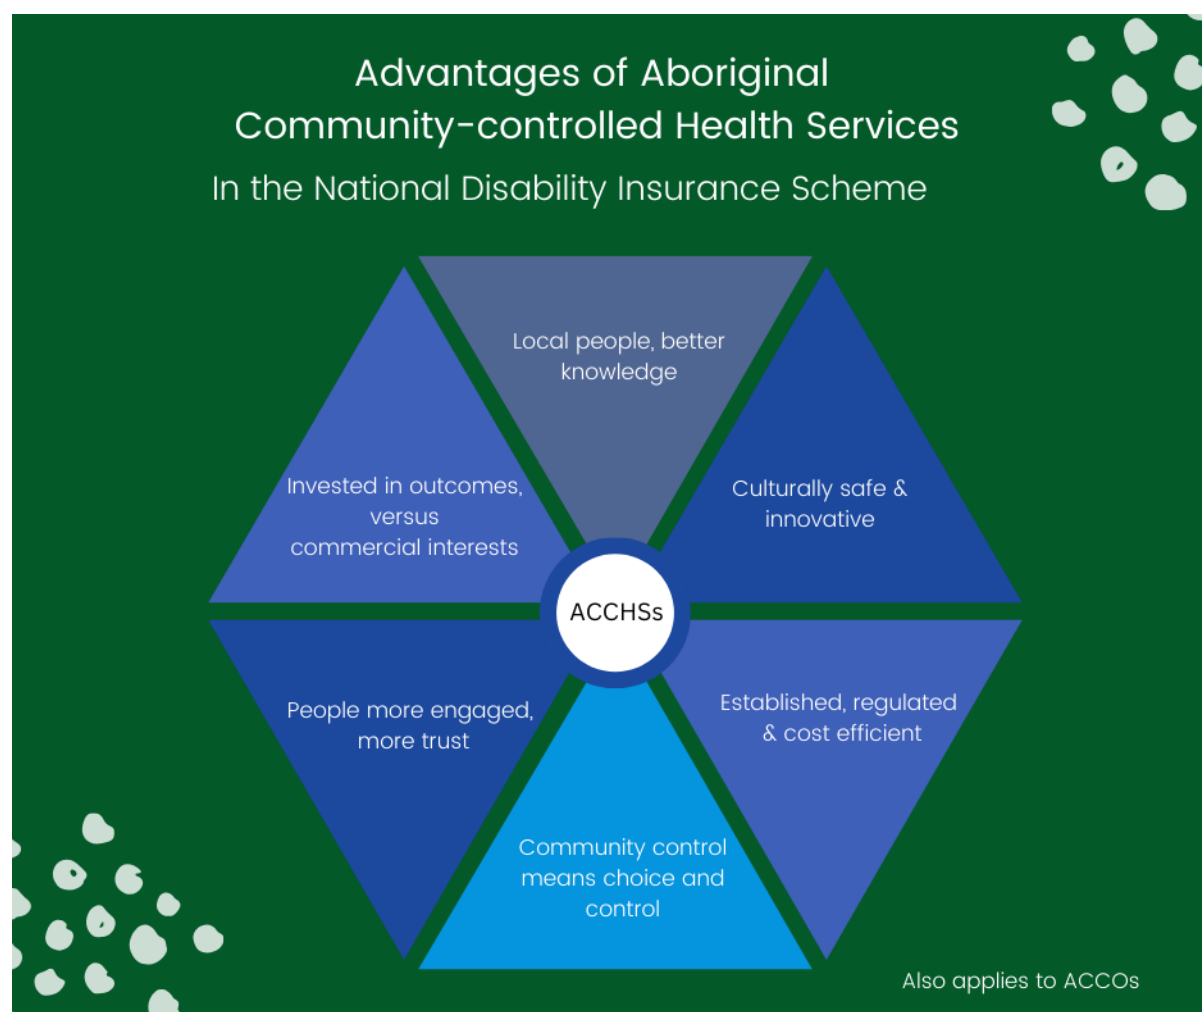 Advantages of Aboriginal
Community-controlled Health Services
In the National Disability Insurance Scheme
Local people, better
knowledge
Culturally safe &
innovative
Established, regulated
& cost efficient
Community control
means choice and
control
People more engaged,
more trust
Invested in outcomes,
versus
commercial interests
ACCHSs
Also applies to ACCOs